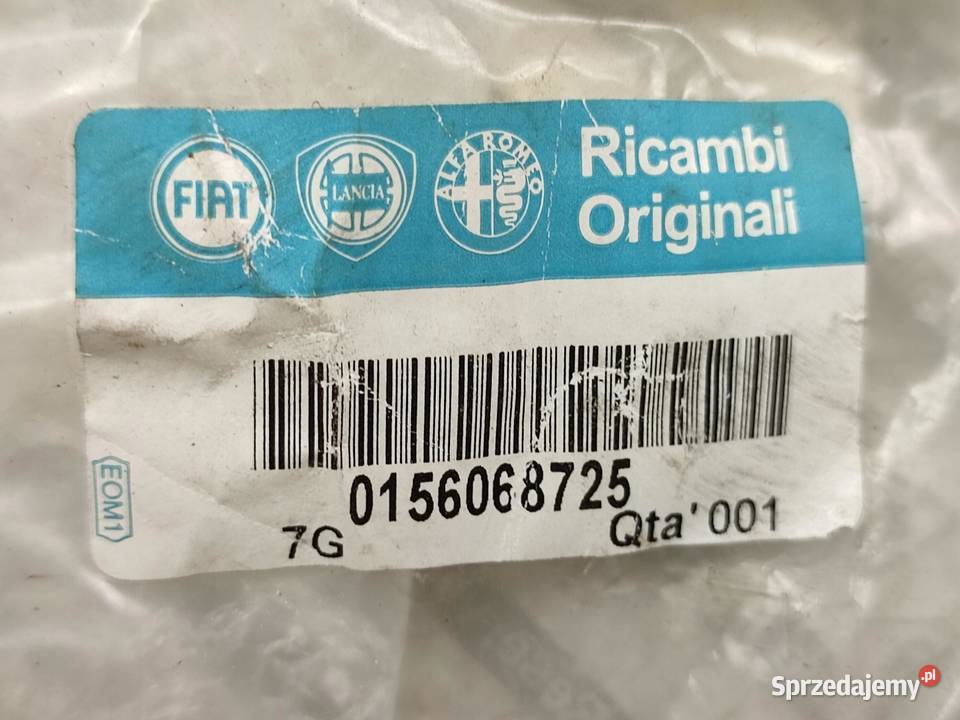 FIAT
LANCIA
ALFA ROMEO
Ricambi
Originali
0156068725
EOM1
7G
Qta' 001
Sprzedajemy.pl